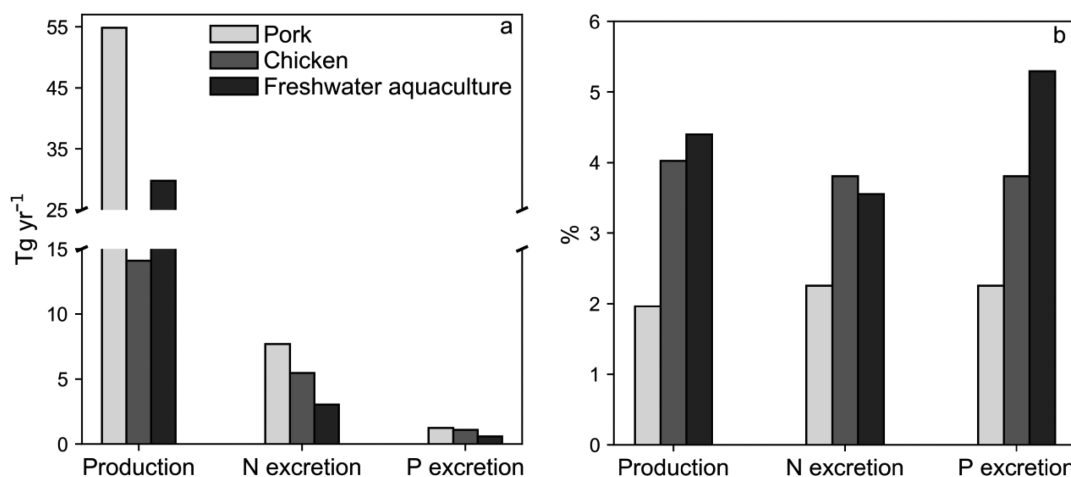 a
Pork
Chicken
Freshwater aquaculture
Tg yr⁻¹
55
45
35
25
15
10
5
0
Production N excretion P excretion
b
%
6
5
4
3
2
1
0
Production N excretion P excretion